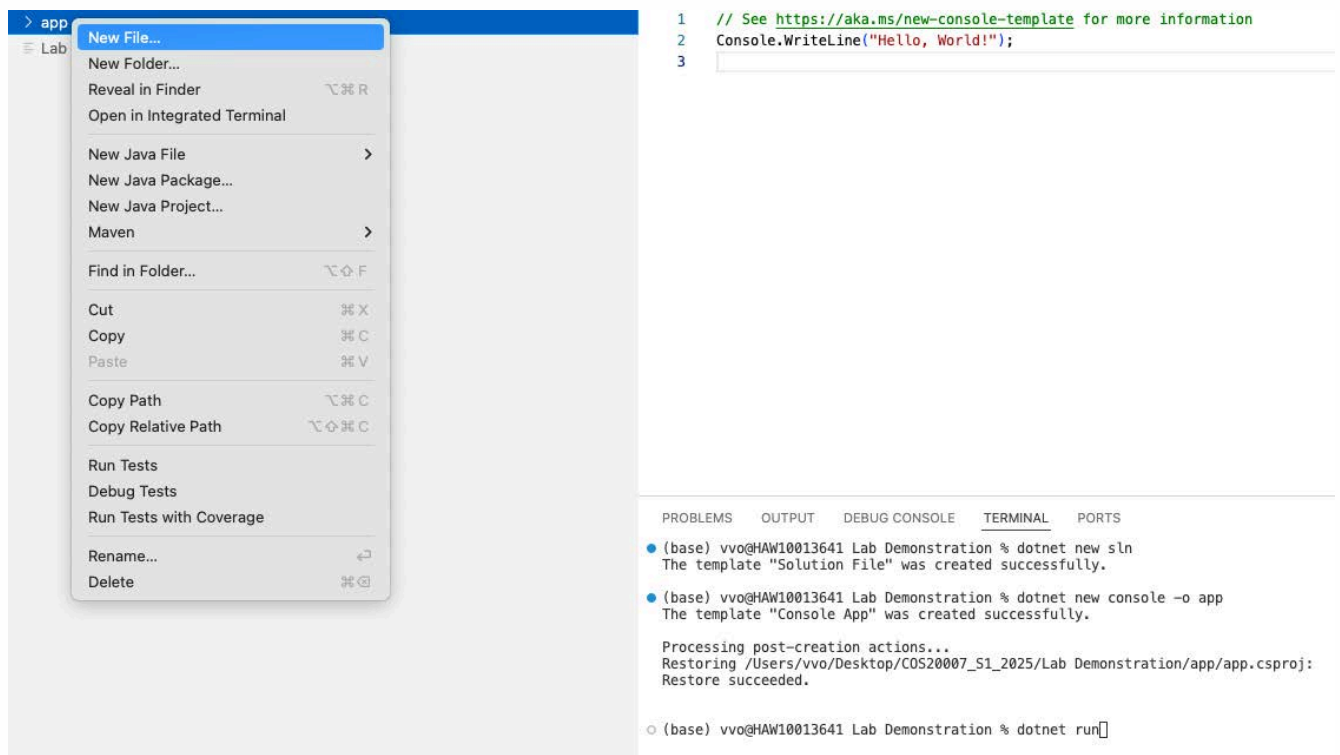 app
Lab
New File...
New Folder...
Reveal in Finder ⌥⌘R
Open in Integrated Terminal
New Java File
New Java Package...
New Java Project...
Maven
Find in Folder... ⌥⇧F
Cut ⌘X
Copy ⌘C
Paste ⌘V
Copy Path ⌥⌘C
Copy Relative Path ⌥⇧⌘C
Run Tests
Debug Tests
Run Tests with Coverage
Rename... ⏎
Delete ⌘⌫
1 // See https://aka.ms/new-console-template for more information
2 Console.WriteLine("Hello, World!");
3
PROBLEMS OUTPUT DEBUG CONSOLE TERMINAL PORTS
(base) vvo@HAW10013641 Lab Demonstration % dotnet new sln
The template "Solution File" was created successfully.
(base) vvo@HAW10013641 Lab Demonstration % dotnet new console -o app
The template "Console App" was created successfully.
Processing post-creation actions...
Restoring /Users/vvo/Desktop/COS20007_S1_2025/Lab Demonstration/app/app.csproj:
Restore succeeded.
(base) vvo@HAW10013641 Lab Demonstration % dotnet run